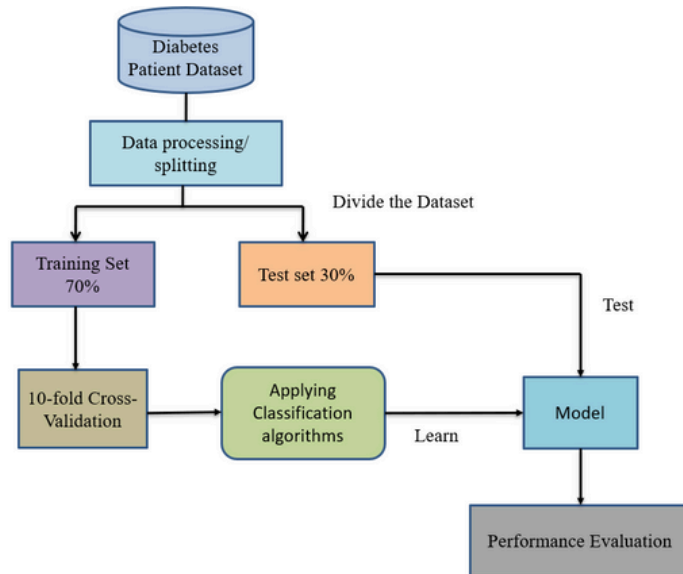 Diabetes
Patient Dataset
Data processing/
splitting
Divide the Dataset
Training Set
70%
Test set 30%
Test
10-fold Cross-
Validation
Applying
Classification
algorithms
Learn
Model
Performance Evaluation